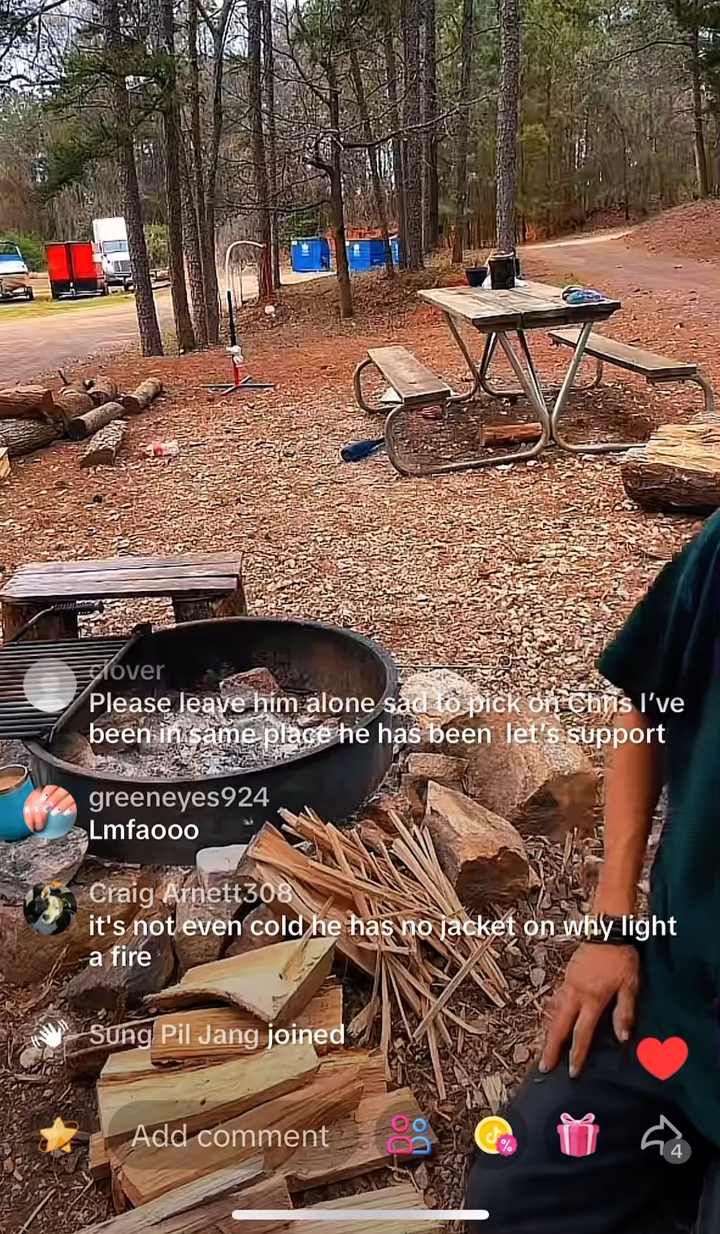 clover
Please leave him alone sad to pick on Chris I’ve
been in same place he has been let’s support
greeneyes924
Lmfaooo
Craig Arnett308
it's not even cold he has no jacket on why light
a fire
Sung Pil Jang joined
Add comment
4